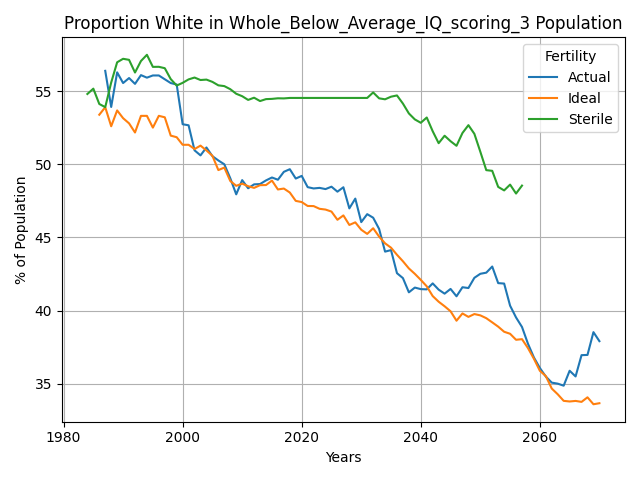 Proportion White in Whole_Below_Average_IQ_scoring_3 Population
Fertility
Actual
Ideal
Sterile
% of Population
55
50
45
40
35
1980
2000
2020
2040
2060
Years